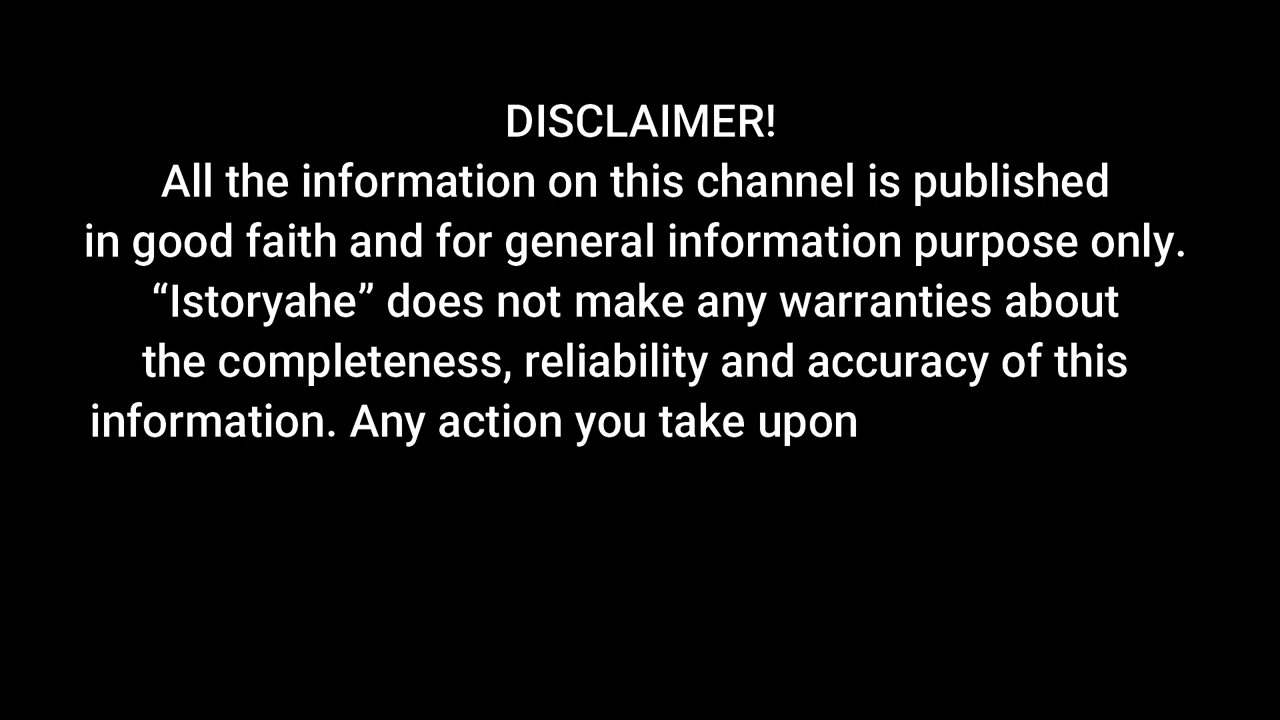 DISCLAIMER!
All the information on this channel is published
in good faith and for general information purpose only.
“Istoryahe” does not make any warranties about
the completeness, reliability and accuracy of this
information. Any action you take upon